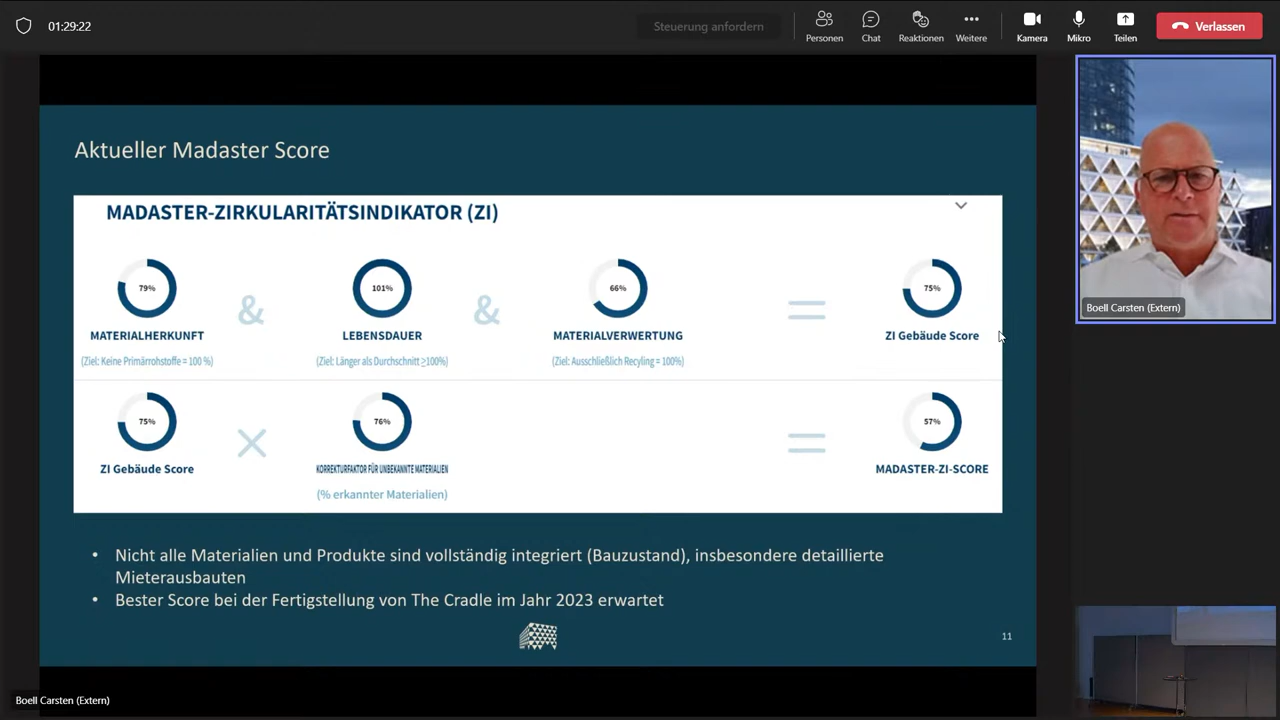 01:29:22
Steuerung anfordern
Personen
Chat
Reaktionen
Weitere
Kamera
Mikro
Teilen
Verlassen
Aktueller Madaster Score
MADASTER-ZIRKULARITÄTSINDIKATOR (ZI)
79%
&
101%
&
66%
=
75%
MATERIALHERKUNFT
LEBENSDAUER
MATERIALVERWERTUNG
ZI Gebäude Score
(Ziel: Keine Primärrohstoffe = 100 %)
(Ziel: Länger als Durchschnitt ≥100%)
(Ziel: Ausschließlich Recyling = 100%)
75%
×
76%
=
57%
ZI Gebäude Score
KORREKTURFAKTOR FÜR UNBEKANNTE MATERIALIEN
MADASTER-ZI-SCORE
(% erkannter Materialien)
• Nicht alle Materialien und Produkte sind vollständig integriert (Bauzustand), insbesondere detaillierte
Mieterausbauten
• Bester Score bei der Fertigstellung von The Cradle im Jahr 2023 erwartet
11
Boell Carsten (Extern)
Boell Carsten (Extern)